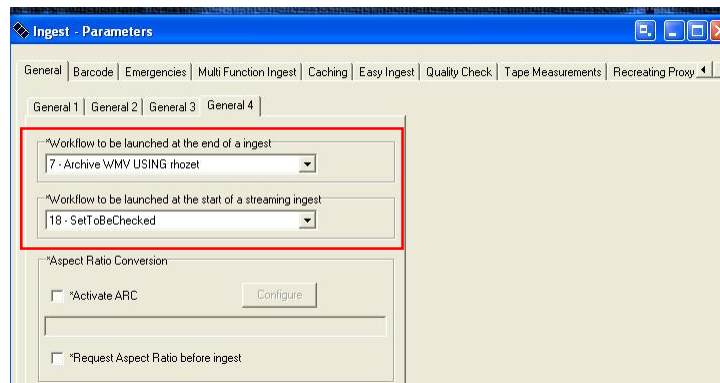 Ingest - Parameters
General Barcode Emergencies Multi Function Ingest Caching Easy Ingest Quality Check Tape Measurements Recreating Proxy
General 1 General 2 General 3 General 4
*Workflow to be launched at the end of a ingest
7 - Archive WMV USING rhozet
*Workflow to be launched at the start of a streaming ingest
18 - SetToBeChecked
*Aspect Ratio Conversion
*Activate ARC Configure
*Request Aspect Ratio before ingest